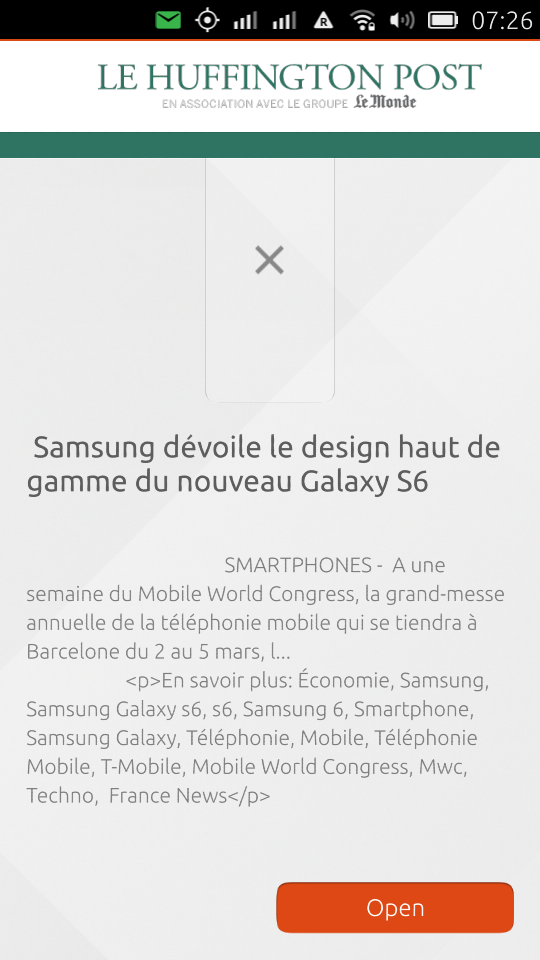 07:26
LE HUFFINGTON POST
EN ASSOCIATION AVEC LE GROUPE Le Monde
Samsung dévoile le design haut de
gamme du nouveau Galaxy S6
SMARTPHONES - A une
semaine du Mobile World Congress, la grand-messe
annuelle de la téléphonie mobile qui se tiendra à
Barcelone du 2 au 5 mars, l...
<p>En savoir plus: Économie, Samsung,
Samsung Galaxy s6, s6, Samsung 6, Smartphone,
Samsung Galaxy, Téléphonie, Mobile, Téléphonie
Mobile, T-Mobile, Mobile World Congress, Mwc,
Techno, France News</p>
Open